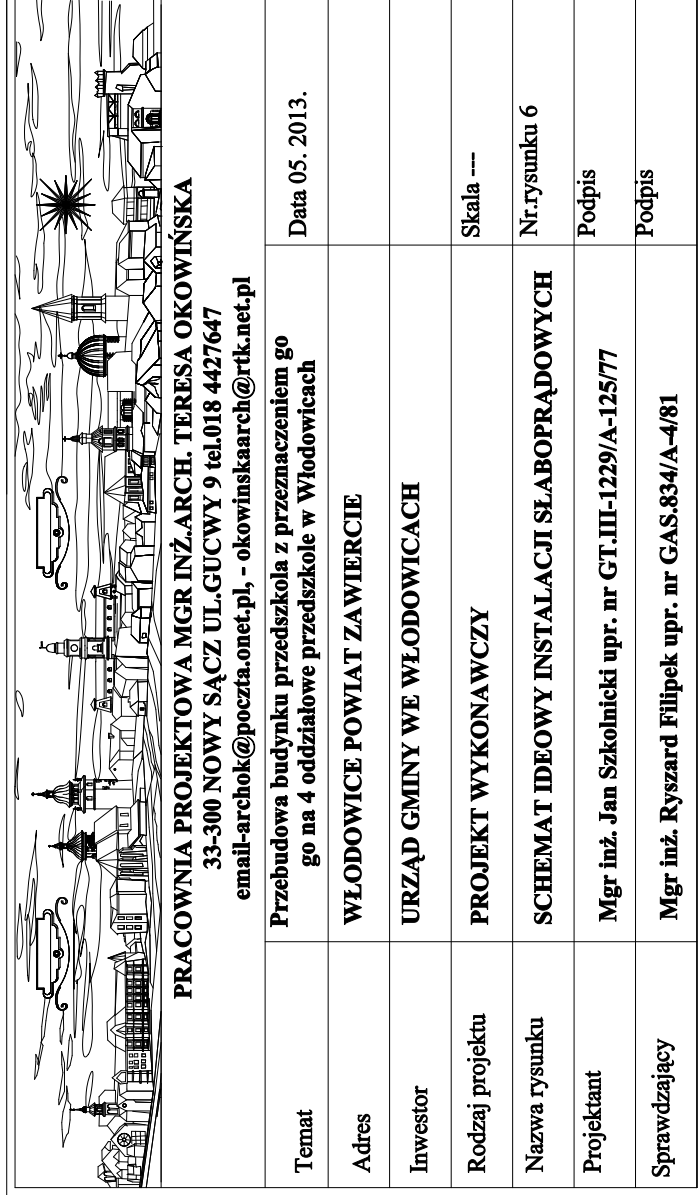 PRACOWNIA PROJEKTOWA MGR INŻ.ARCH. TERESA OKOWIŃSKA
33-300 NOWY SĄCZ UL.GUCWY 9 tel.018 4427647
email-archok@poczta.onet.pl, - okowinskaarch@rtk.net.pl
Temat
Przebudowa budynku przedszkola z przeznaczeniem go
go na 4 oddziałowe przedszkole w Włodowicach
Data 05. 2013.
Adres
WŁODOWICE POWIAT ZAWIERCIE
Inwestor
URZĄD GMINY WE WŁODOWICACH
Rodzaj projektu
PROJEKT WYKONAWCZY
Skala ---
Nazwa rysunku
SCHEMAT IDEOWY INSTALACJI SŁABOPRĄDOWYCH
Nr.rysunku 6
Projektant
Mgr inż. Jan Szkolnicki upr. nr GT.III-1229/A-125/77
Podpis
Sprawdzający
Mgr inż. Ryszard Filipek upr. nr GAS.834/A-4/81
Podpis